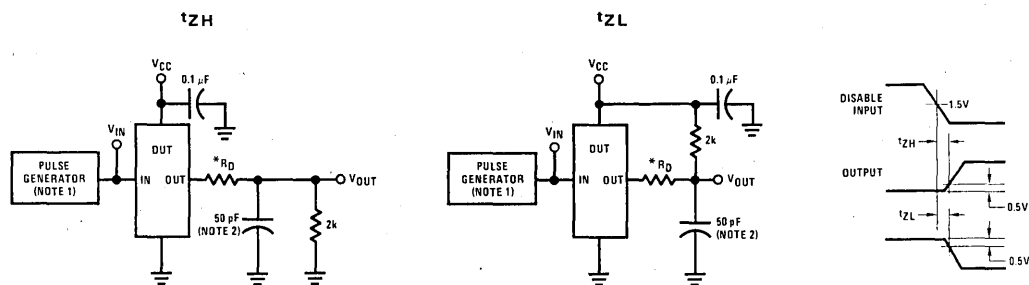 tZH
VCC
0.1 µF
VIN
DUT
PULSE
GENERATOR
(NOTE 1)
IN
OUT
*RD
VOUT
50 pF
(NOTE 2)
2k
tZL
VCC
0.1 µF
VIN
DUT
2k
PULSE
GENERATOR
(NOTE 1)
IN
OUT
*RD
VOUT
50 pF
(NOTE 2)
DISABLE
INPUT
1.5V
tZH
OUTPUT
0.5V
tZL
0.5V